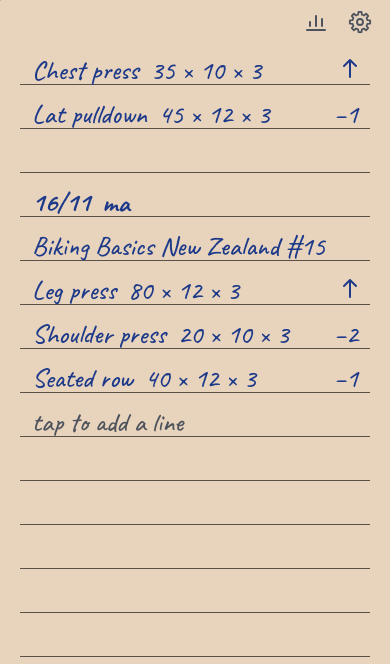 Chest press 35 × 10 × 3 ↑
Lat pulldown 45 × 12 × 3 −1
16/11 ma
Biking Basics New Zealand #15
Leg press 80 × 12 × 3 ↑
Shoulder press 20 × 10 × 3 −2
Seated row 40 × 12 × 3 −1
tap to add a line